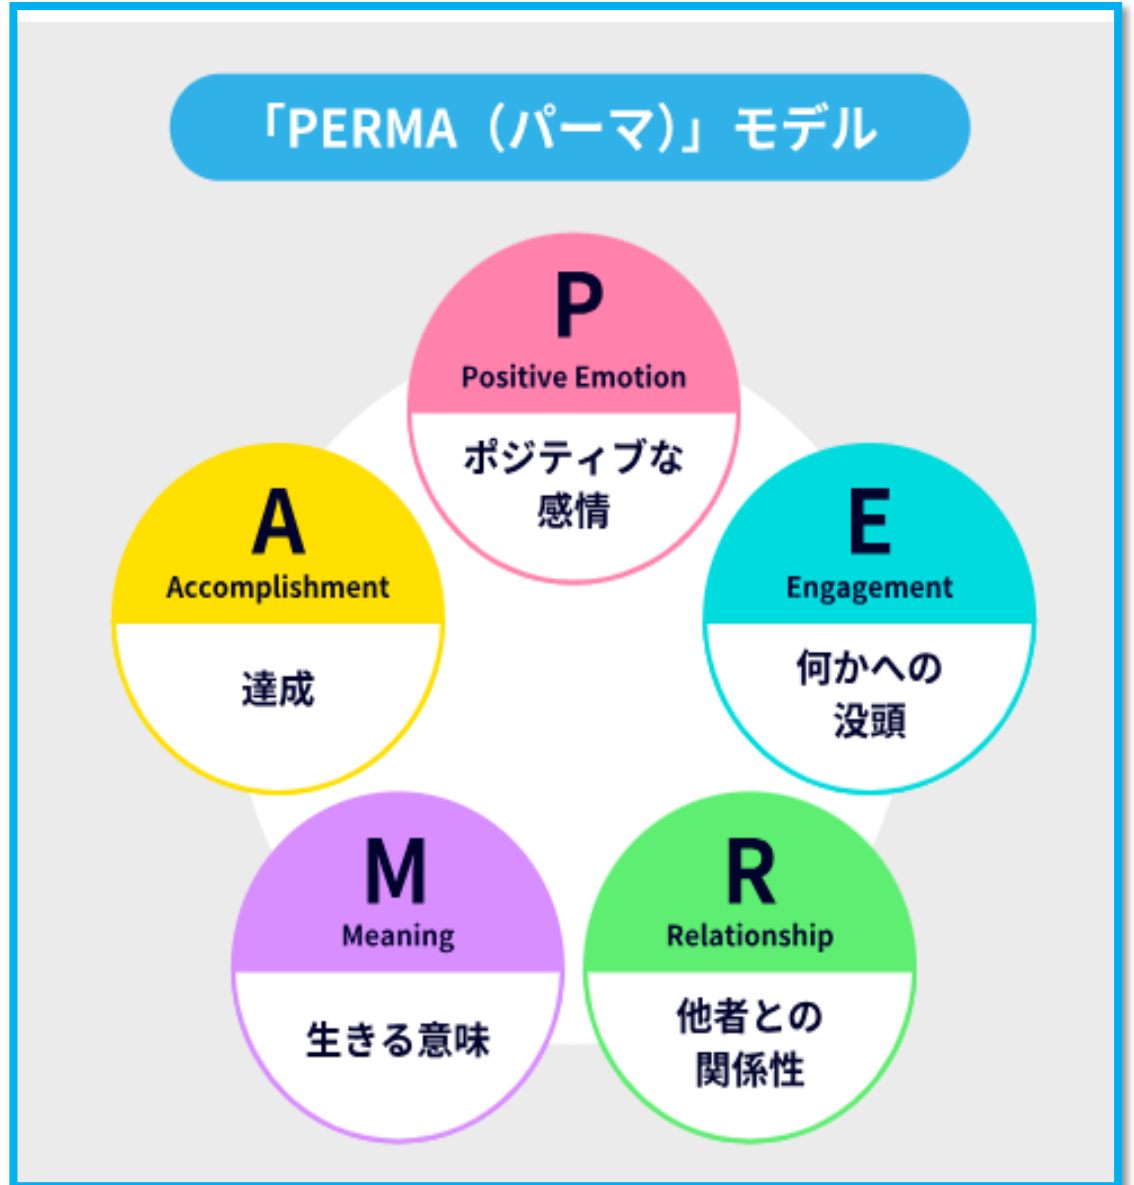 「PERMA（パーマ）」モデル
P
Positive Emotion
ポジティブな
感情
E
Engagement
何かへの
没頭
R
Relationship
他者との
関係性
M
Meaning
生きる意味
A
Accomplishment
達成